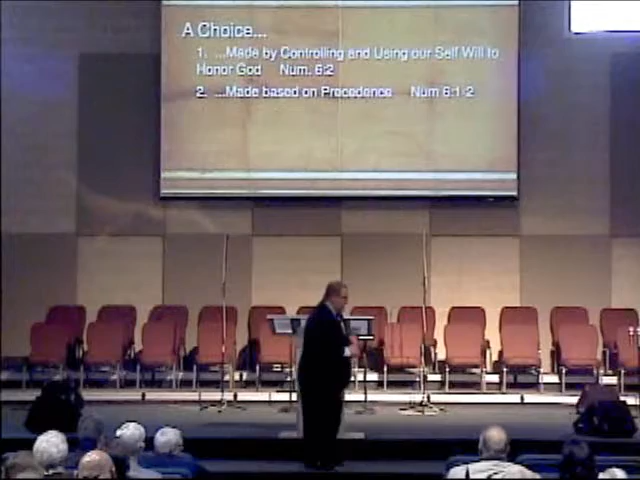 A Choice...
1. ...Made by Controlling and Using our Self Will to
Honor God Num. 6:2
2. ...Made based on Precedence Num 6:1-2